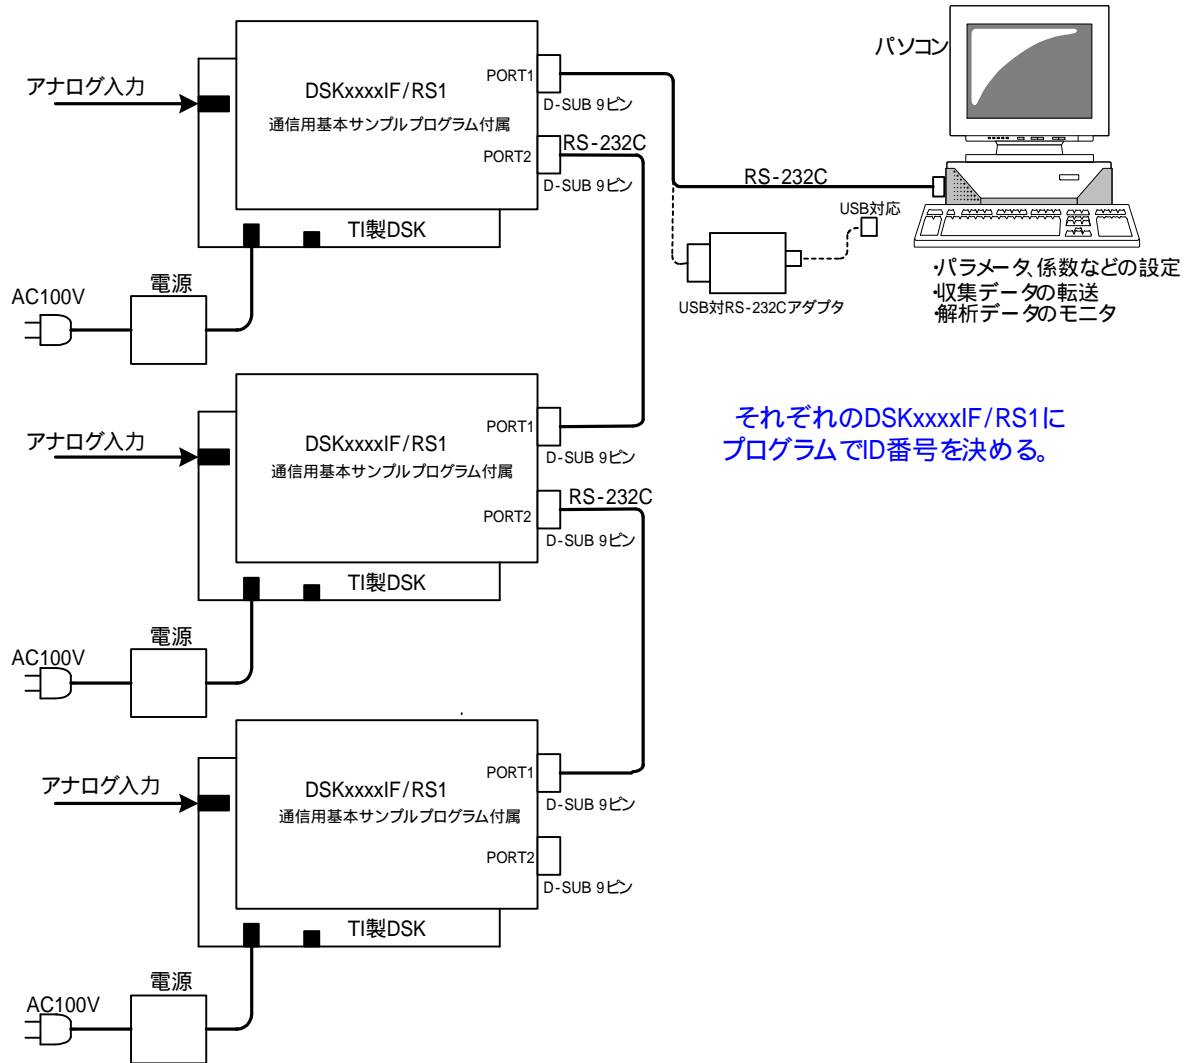 パソコン
アナログ入力
DSKxxxxIF/RS1
通信用基本サンプルプログラム付属
PORT1
D-SUB 9ピン
RS-232C
PORT2
D-SUB 9ピン
TI製DSK
RS-232C
USB対応
USB対RS-232Cアダプタ
・パラメータ、係数などの設定
・収集データの転送
・解析データのモニタ
AC100V
電源
それぞれのDSKxxxxIF/RS1に
プログラムでID番号を決める。
アナログ入力
DSKxxxxIF/RS1
通信用基本サンプルプログラム付属
PORT1
D-SUB 9ピン
RS-232C
PORT2
D-SUB 9ピン
TI製DSK
AC100V
電源
アナログ入力
DSKxxxxIF/RS1
通信用基本サンプルプログラム付属
PORT1
D-SUB 9ピン
PORT2
D-SUB 9ピン
TI製DSK
AC100V
電源